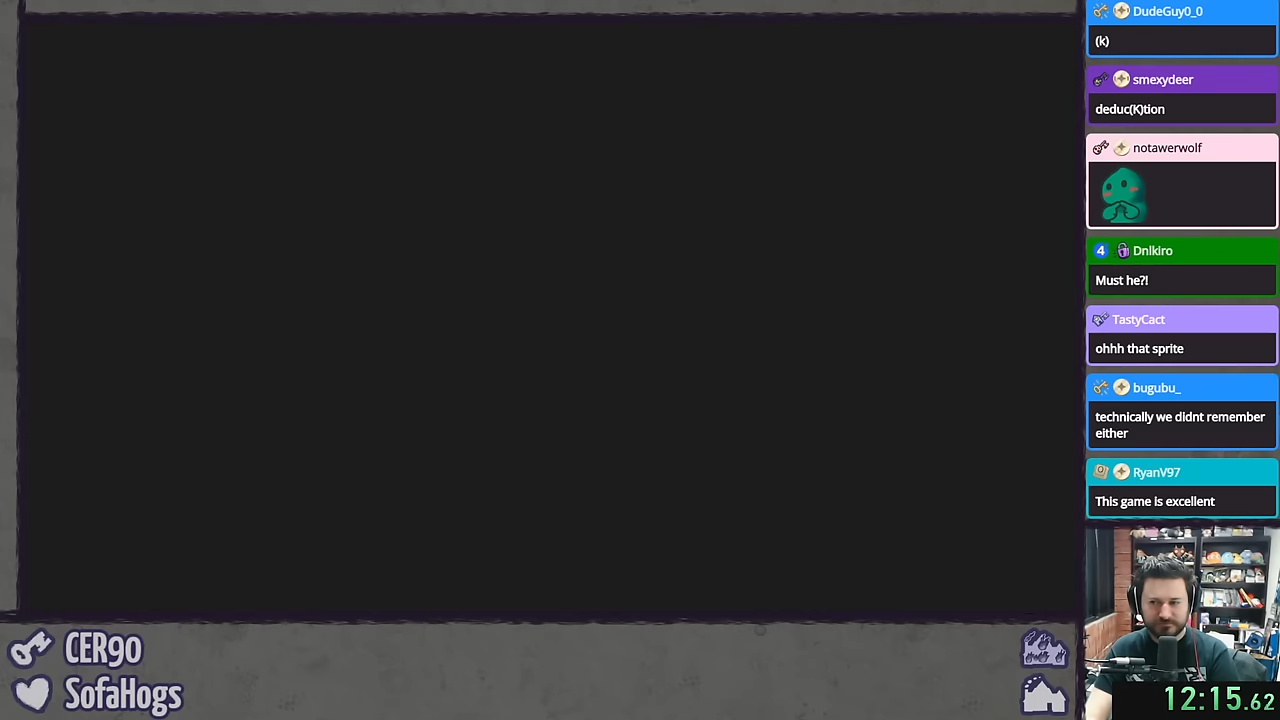 DudeGuy0_0
(k)
smexydeer
deduc(K)tion
notawerwolf
4 Dnlkiro
Must he?!
TastyCact
ohhh that sprite
bugubu_
technically we didnt remember
either
RyanV97
This game is excellent
CER90
SofaHogs
12:15.62